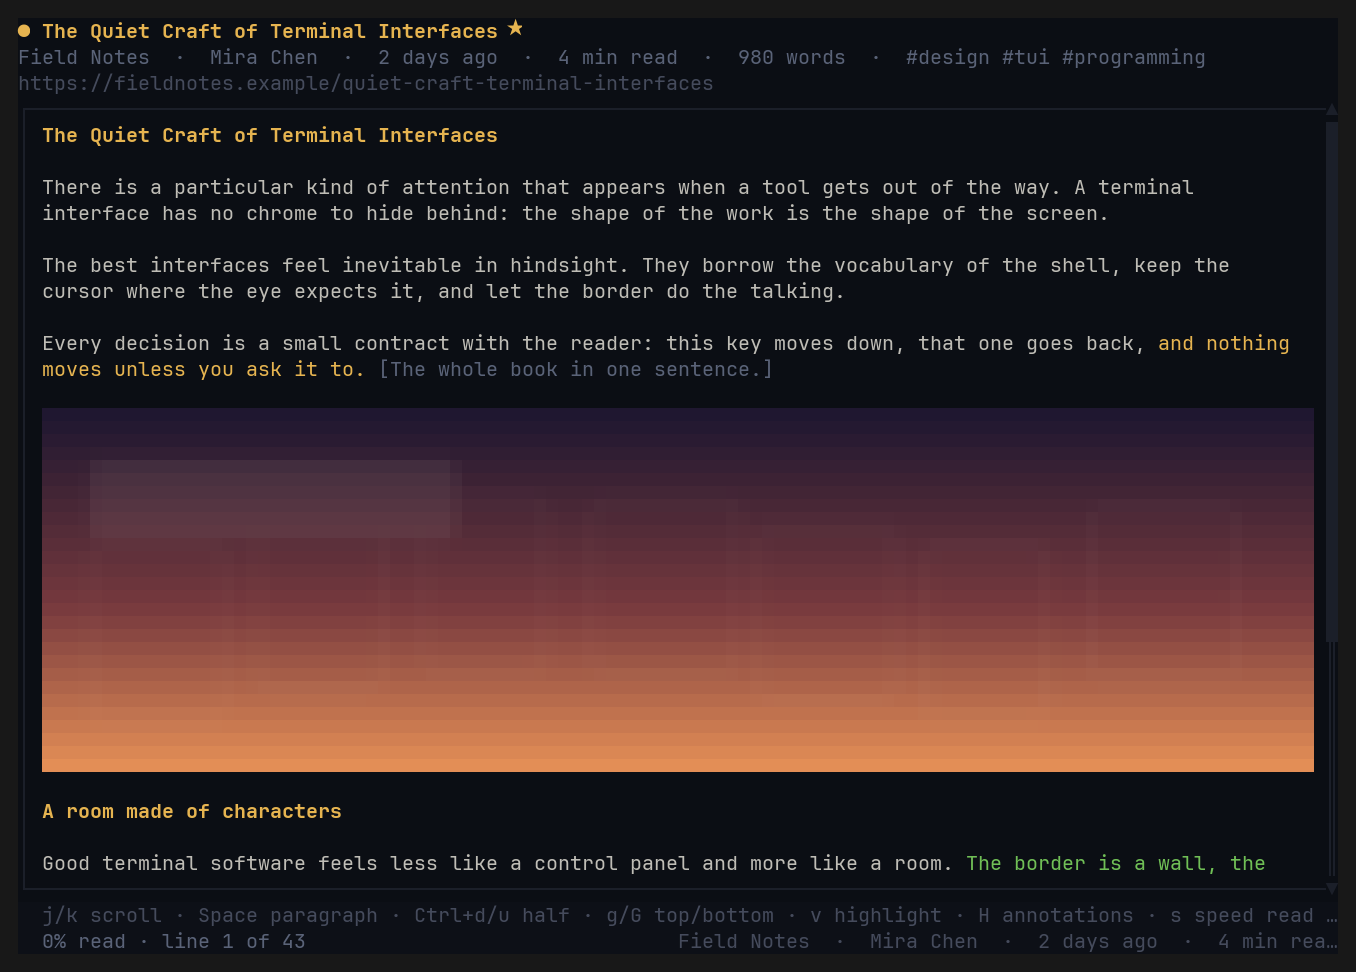 ● The Quiet Craft of Terminal Interfaces ★
Field Notes · Mira Chen · 2 days ago · 4 min read · 980 words · #design #tui #programming
https://fieldnotes.example/quiet-craft-terminal-interfaces
The Quiet Craft of Terminal Interfaces
There is a particular kind of attention that appears when a tool gets out of the way. A terminal
interface has no chrome to hide behind: the shape of the work is the shape of the screen.
The best interfaces feel inevitable in hindsight. They borrow the vocabulary of the shell, keep the
cursor where the eye expects it, and let the border do the talking.
Every decision is a small contract with the reader: this key moves down, that one goes back, and nothing
moves unless you ask it to. [The whole book in one sentence.]
A room made of characters
Good terminal software feels less like a control panel and more like a room. The border is a wall, the
j/k scroll · Space paragraph · Ctrl+d/u half · g/G top/bottom · v highlight · H annotations · s speed read …
0% read · line 1 of 43 Field Notes · Mira Chen · 2 days ago · 4 min rea…